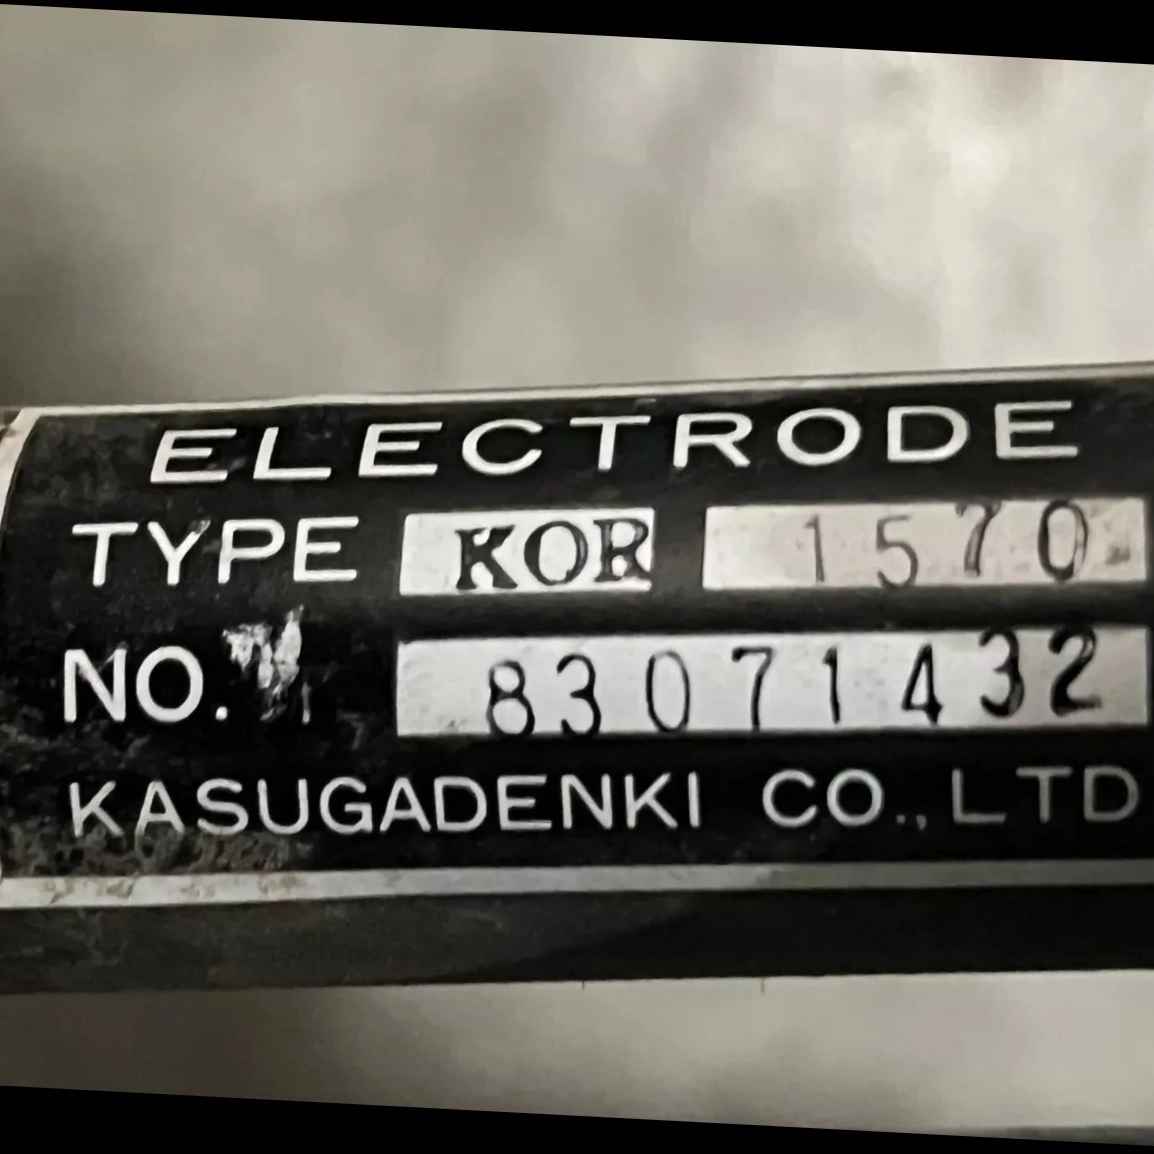 ELECTRODE
TYPE KOR 1570
NO. 83071432
KASUGADENKI CO., LTD